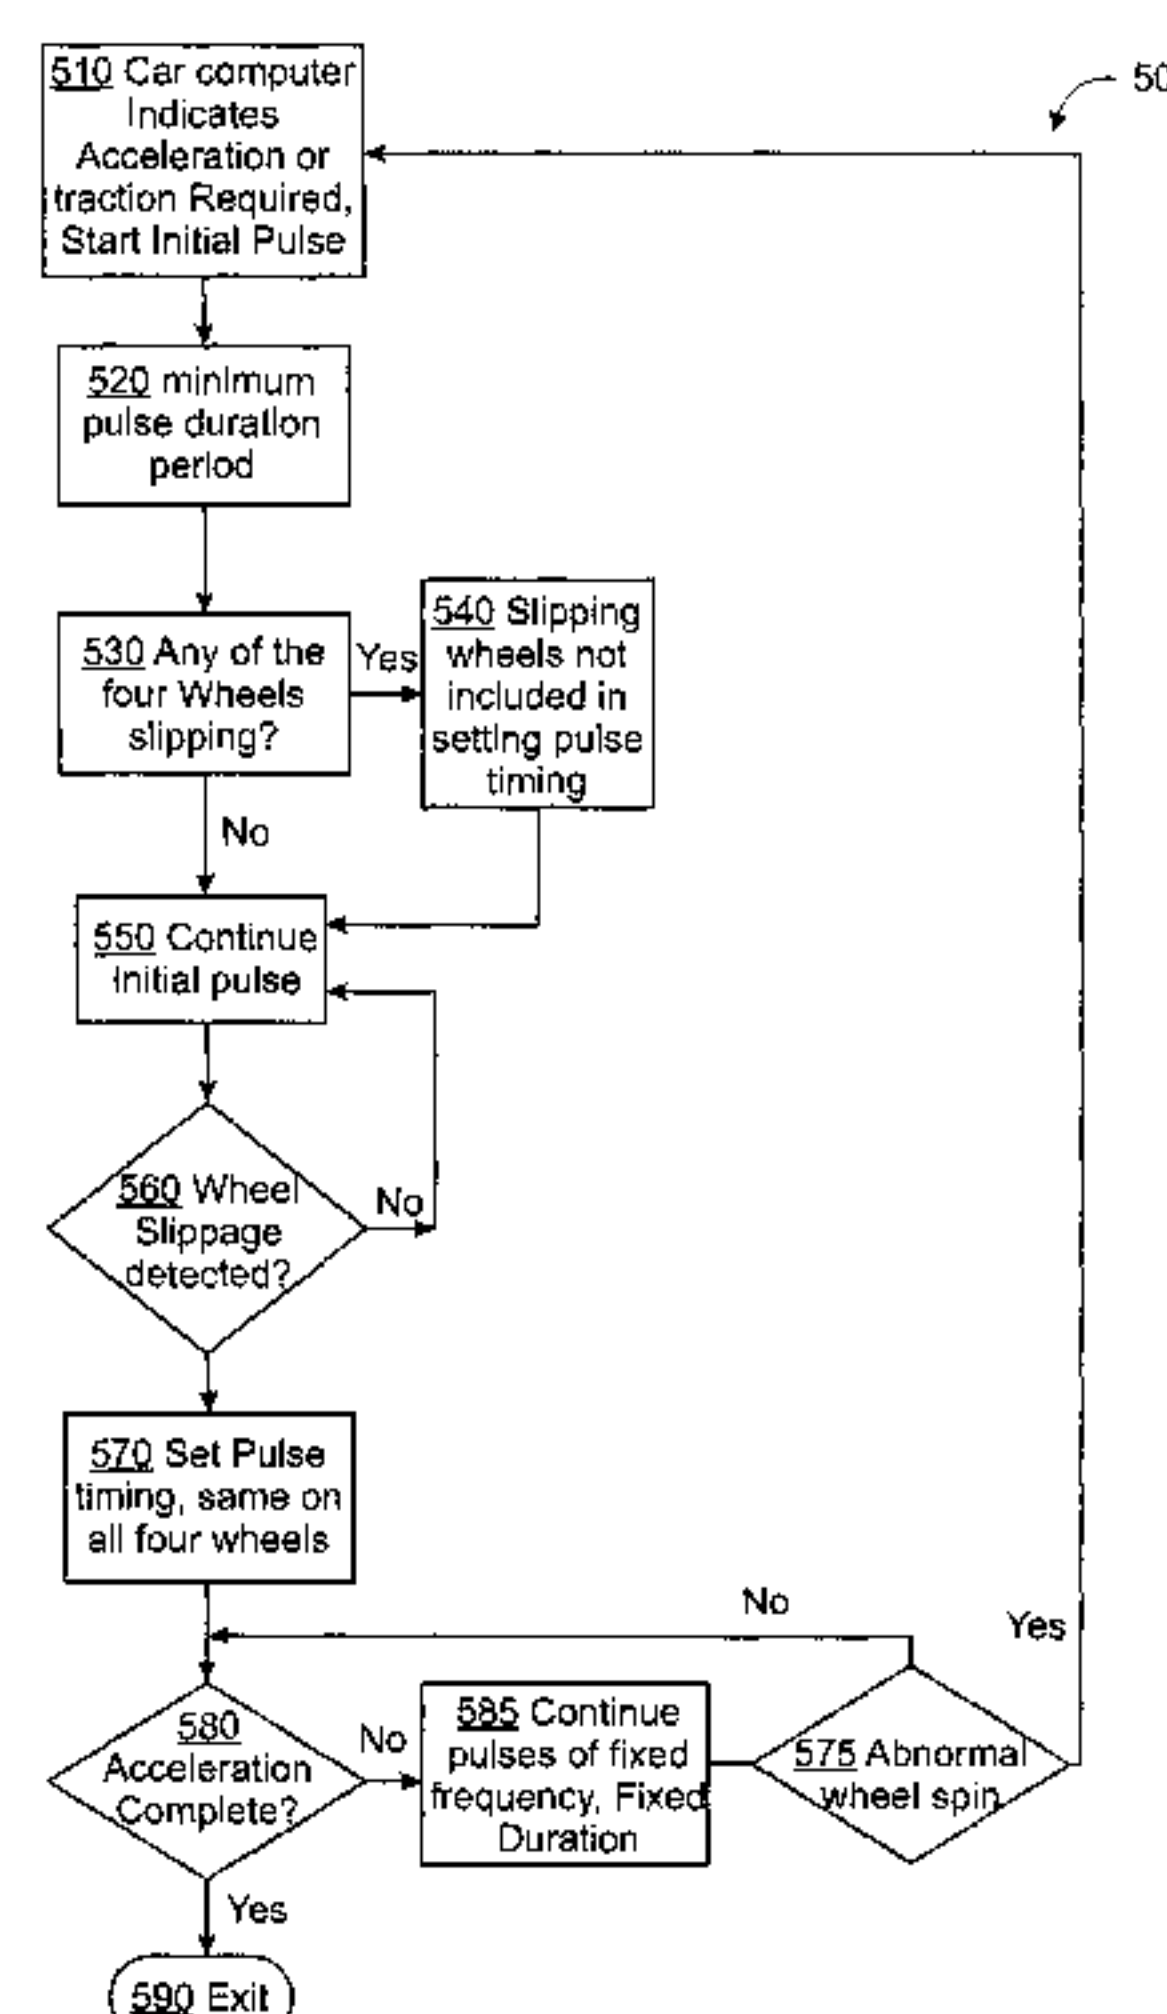 510 Car computer
Indicates
Acceleration or
traction Required,
Start Initial Pulse
50
520 minimum
pulse duration
period
530 Any of the
four Wheels
slipping?
Yes
540 Slipping
wheels not
included in
setting pulse
timing
No
550 Continue
initial pulse
560 Wheel
Slippage
detected?
No
570 Set Pulse
timing, same on
all four wheels
No
Yes
580
Acceleration
Complete?
No
585 Continue
pulses of fixed
frequency, Fixed
Duration
575 Abnormal
wheel spin
Yes
590 Exit